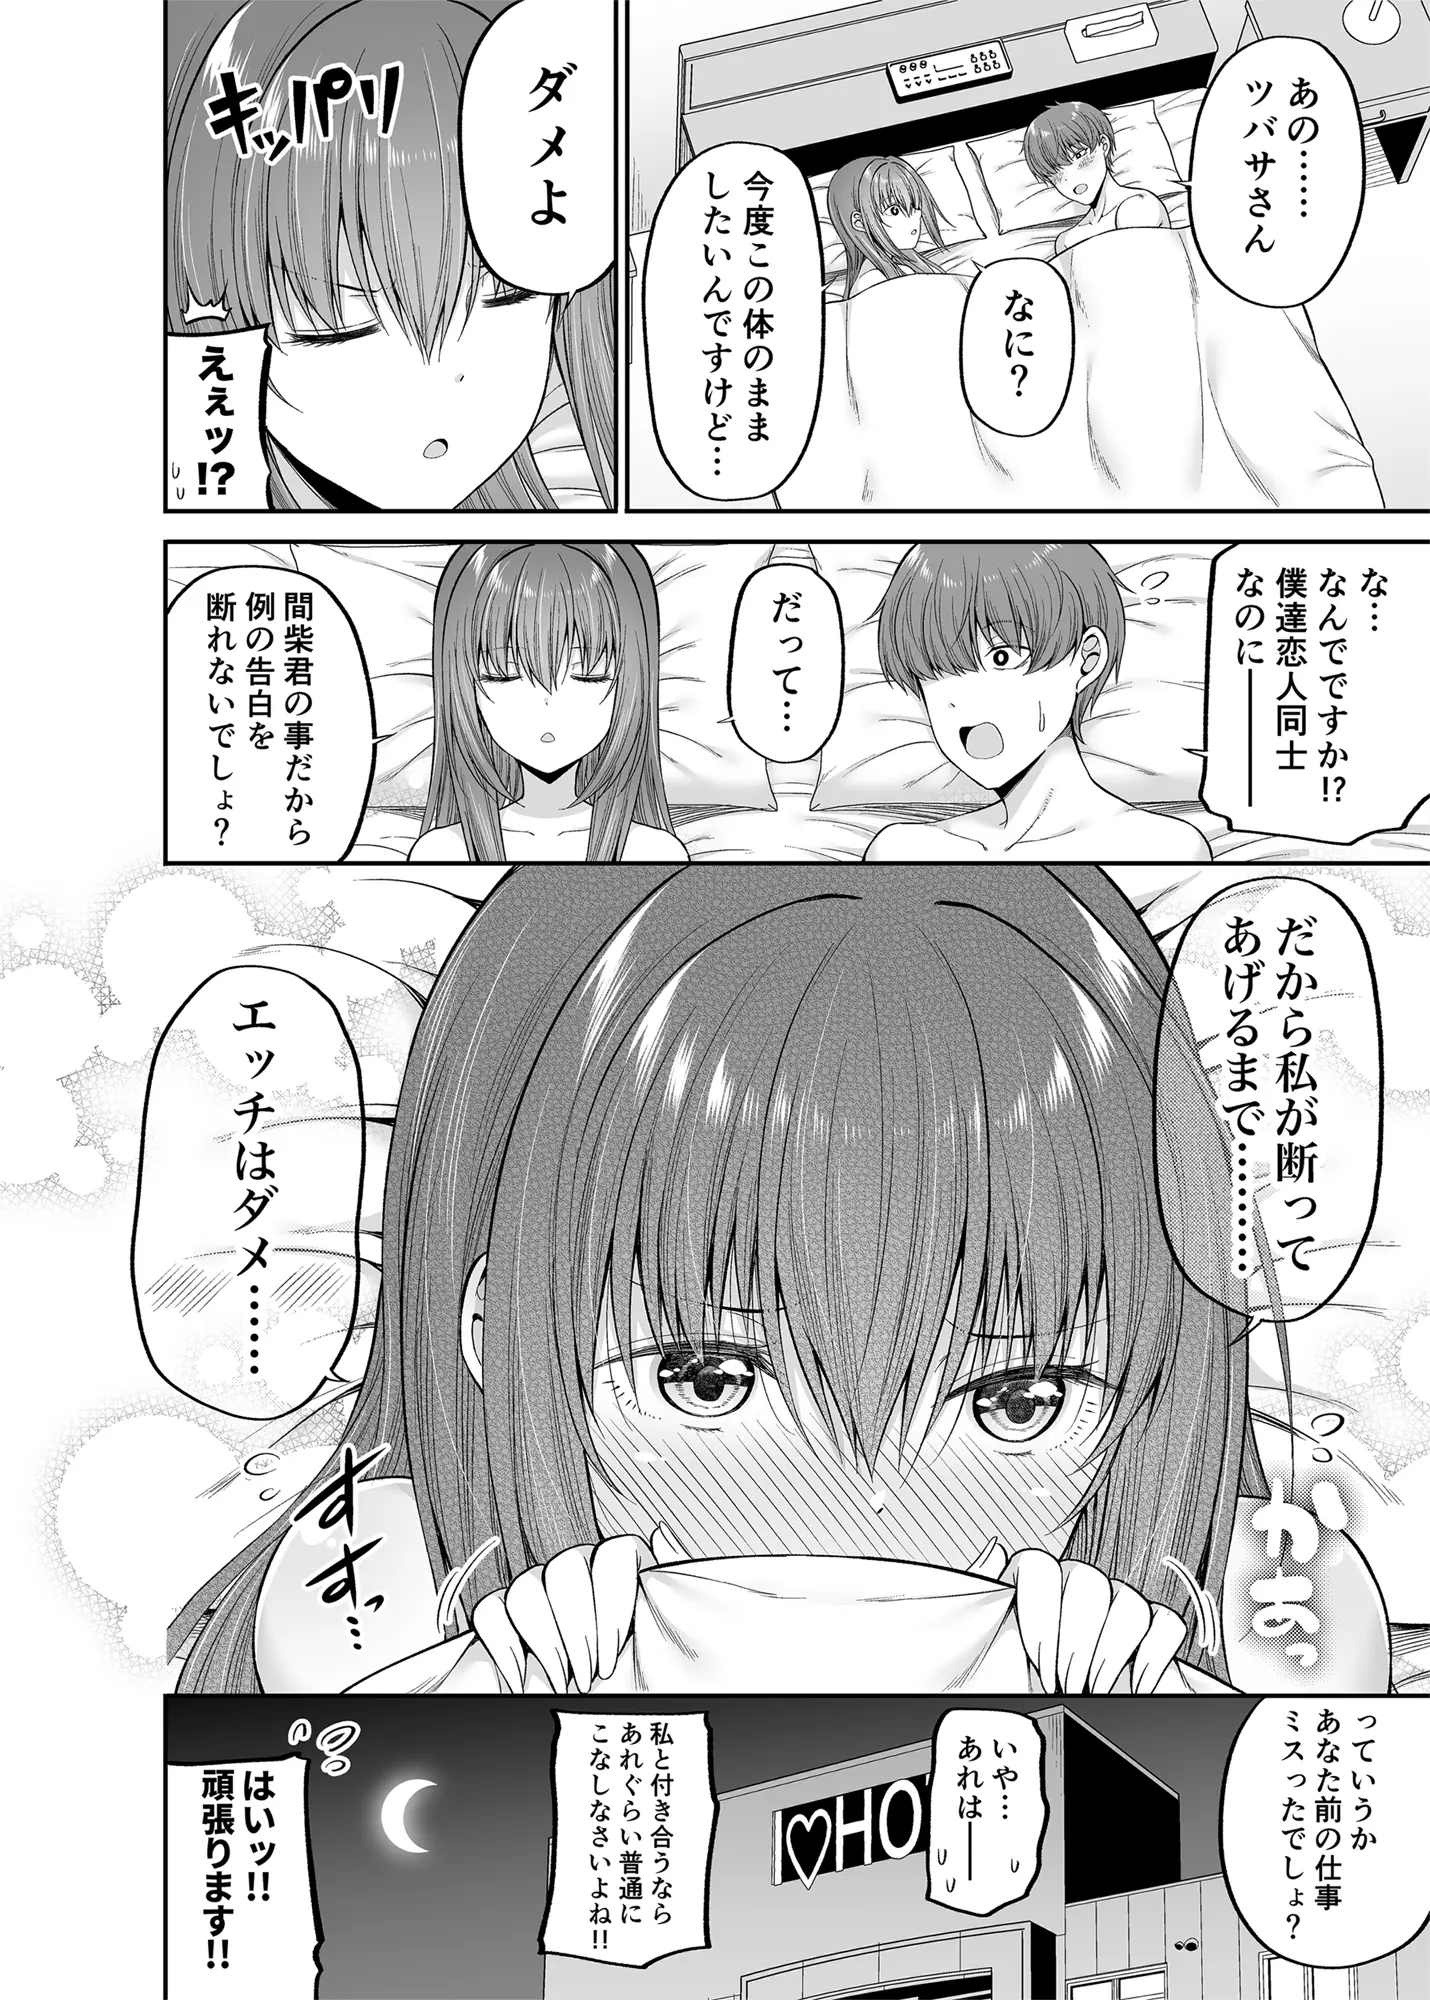 あの……
ツバサさん
なに？
今度この体のまま
したいんですけど…
ダメよ
キッパリ
えぇッ!?
な…
なんでですか!?
僕達恋人同士
なのに――
だって…
間柴君の事だから
例の告白を
断れないでしょ？
だから私が断って
あげるまで………
かあっ
エッチはダメ……
すすっ…
っていうか
あなた前の仕事
ミスったでしょ？
いや…
あれは――
I♡HOT
私と付き合うなら
あれぐらい普通に
こなしなさいよね!!
はいッ!!
頑張ります!!